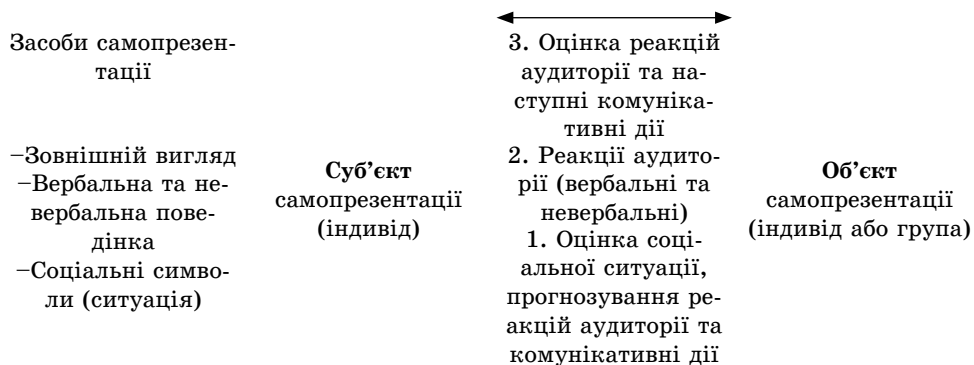 Засоби самопрезен-
тації
–Зовнішній вигляд
–Вербальна та не-
вербальна пове-
дінка
–Соціальні симво-
ли (ситуація)
Суб’єкт
самопрезентації
(індивід)
3. Оцінка реакцій
аудиторії та на-
ступні комуніка-
тивні дії
2. Реакції аудито-
рії (вербальні та
невербальні)
1. Оцінка соці-
альної ситуації,
прогнозування ре-
акцій аудиторії та
комунікативні дії
Об’єкт
самопрезентації
(індивід або група)